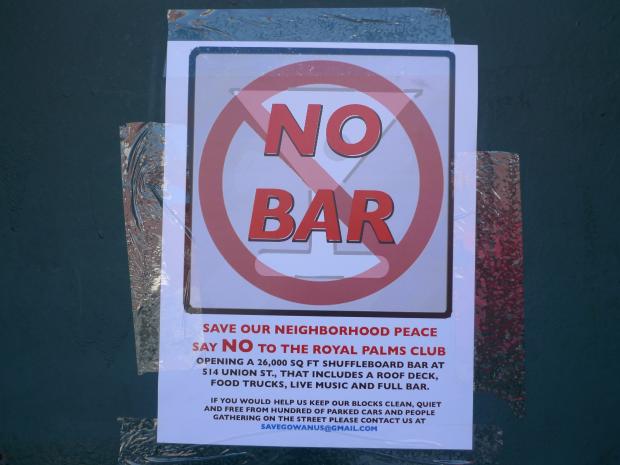 NO
BAR
SAVE OUR NEIGHBORHOOD PEACE
SAY NO TO THE ROYAL PALMS CLUB
OPENING A 26,000 SQ FT SHUFFLEBOARD BAR AT
514 UNION ST., THAT INCLUDES A ROOF DECK,
FOOD TRUCKS, LIVE MUSIC AND FULL BAR.
IF YOU WOULD HELP US KEEP OUR BLOCKS CLEAN, QUIET
AND FREE FROM HUNDRED OF PARKED CARS AND PEOPLE
GATHERING ON THE STREET PLEASE CONTACT US AT
SAVEGOWANUS@GMAIL.COM